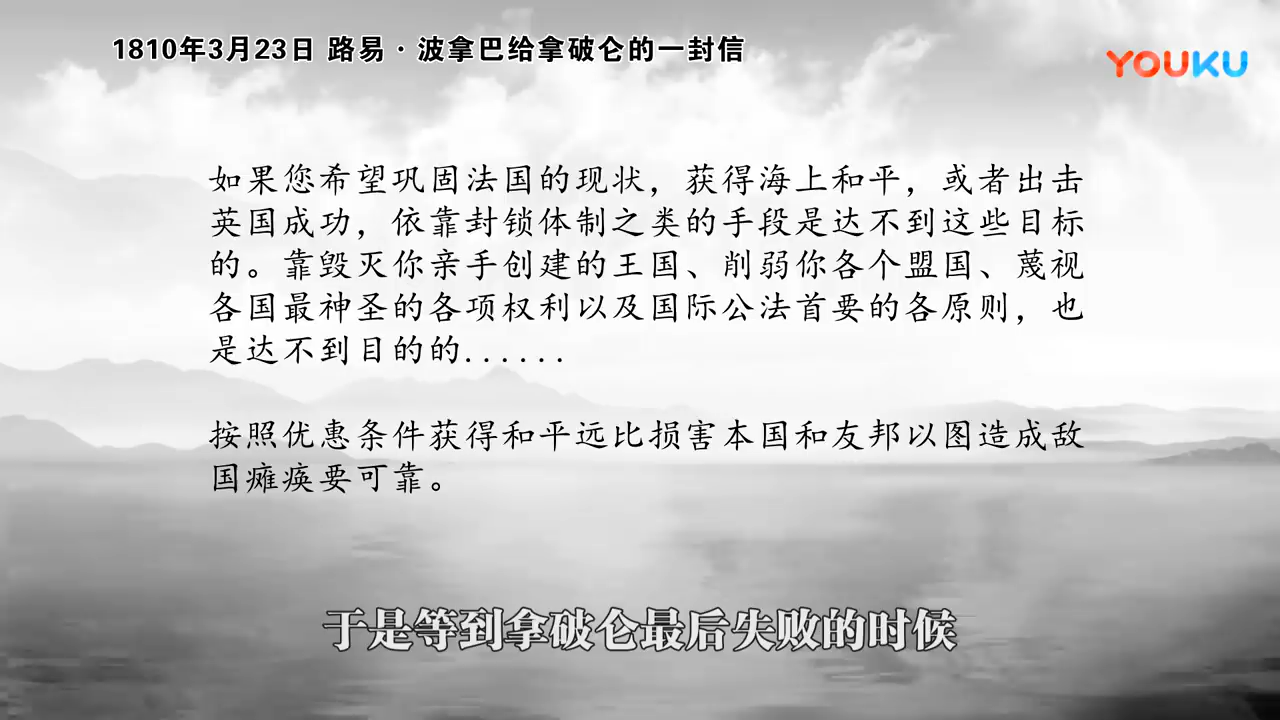 1810年3月23日 路易·波拿巴给拿破仑的一封信
YOUKU
如果您希望巩固法国的现状，获得海上和平，或者出击
英国成功，依靠封锁体制之类的手段是达不到这些目标
的。靠毁灭你亲手创建的王国、削弱你各个盟国、蔑视
各国最神圣的各项权利以及国际公法首要的各原则，也
是达不到目的的......
按照优惠条件获得和平远比损害本国和友邦以图造成敌
国瘫痪要可靠。
于是等到拿破仑最后失败的时候